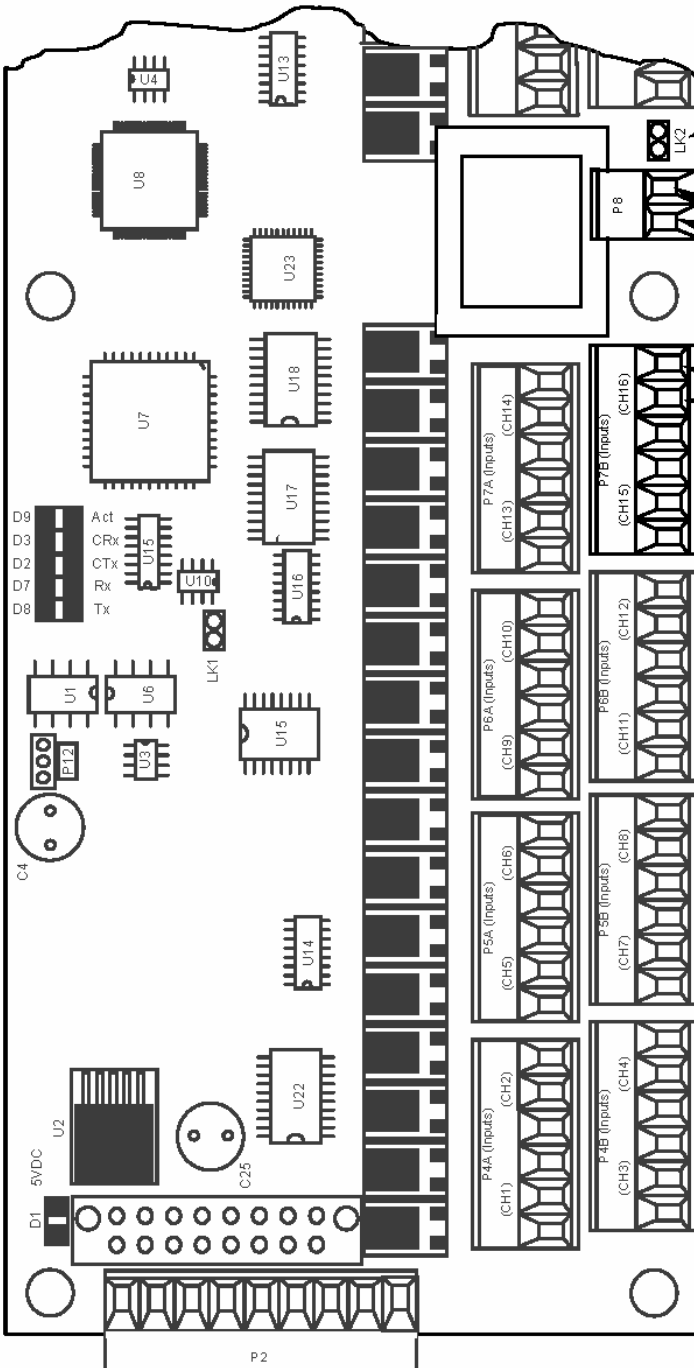 U4
U13
U8
LK2
P8
U23
U18
U7
P7A (Inputs)
(CH13)
(CH14)
P7B (Inputs)
(CH15)
(CH16)
U17
D9 Act
D3 CRx
D2 CTx
D7 Rx
D8 Tx
U15
U10
U16
LK1
P6A (Inputs)
(CH9)
(CH10)
P6B (Inputs)
(CH11)
(CH12)
U1
U6
P12
U3
U15
C4
P5A (Inputs)
(CH5)
(CH6)
P5B (Inputs)
(CH7)
(CH8)
U14
U2
5VDC
C25
U22
P4A (Inputs)
(CH1)
(CH2)
P4B (Inputs)
(CH3)
(CH4)
D1
P2